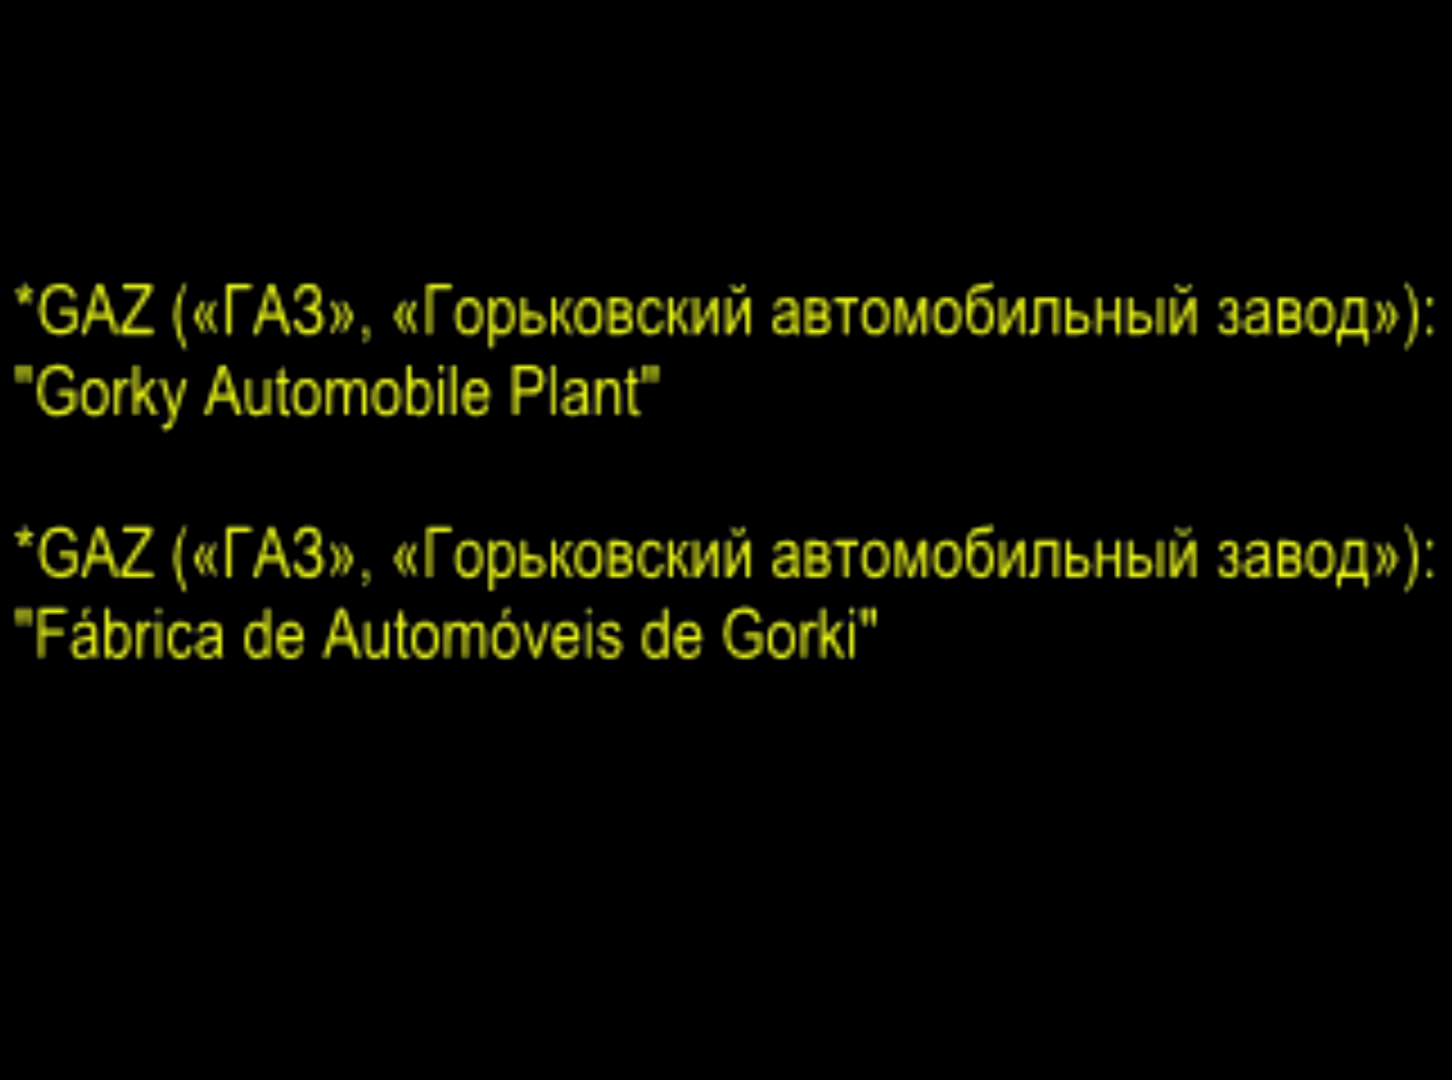 *GAZ («ГАЗ», «Горьковский автомобильный завод»):
"Gorky Automobile Plant"
*GAZ («ГАЗ», «Горьковский автомобильный завод»):
"Fábrica de Automóveis de Gorki"